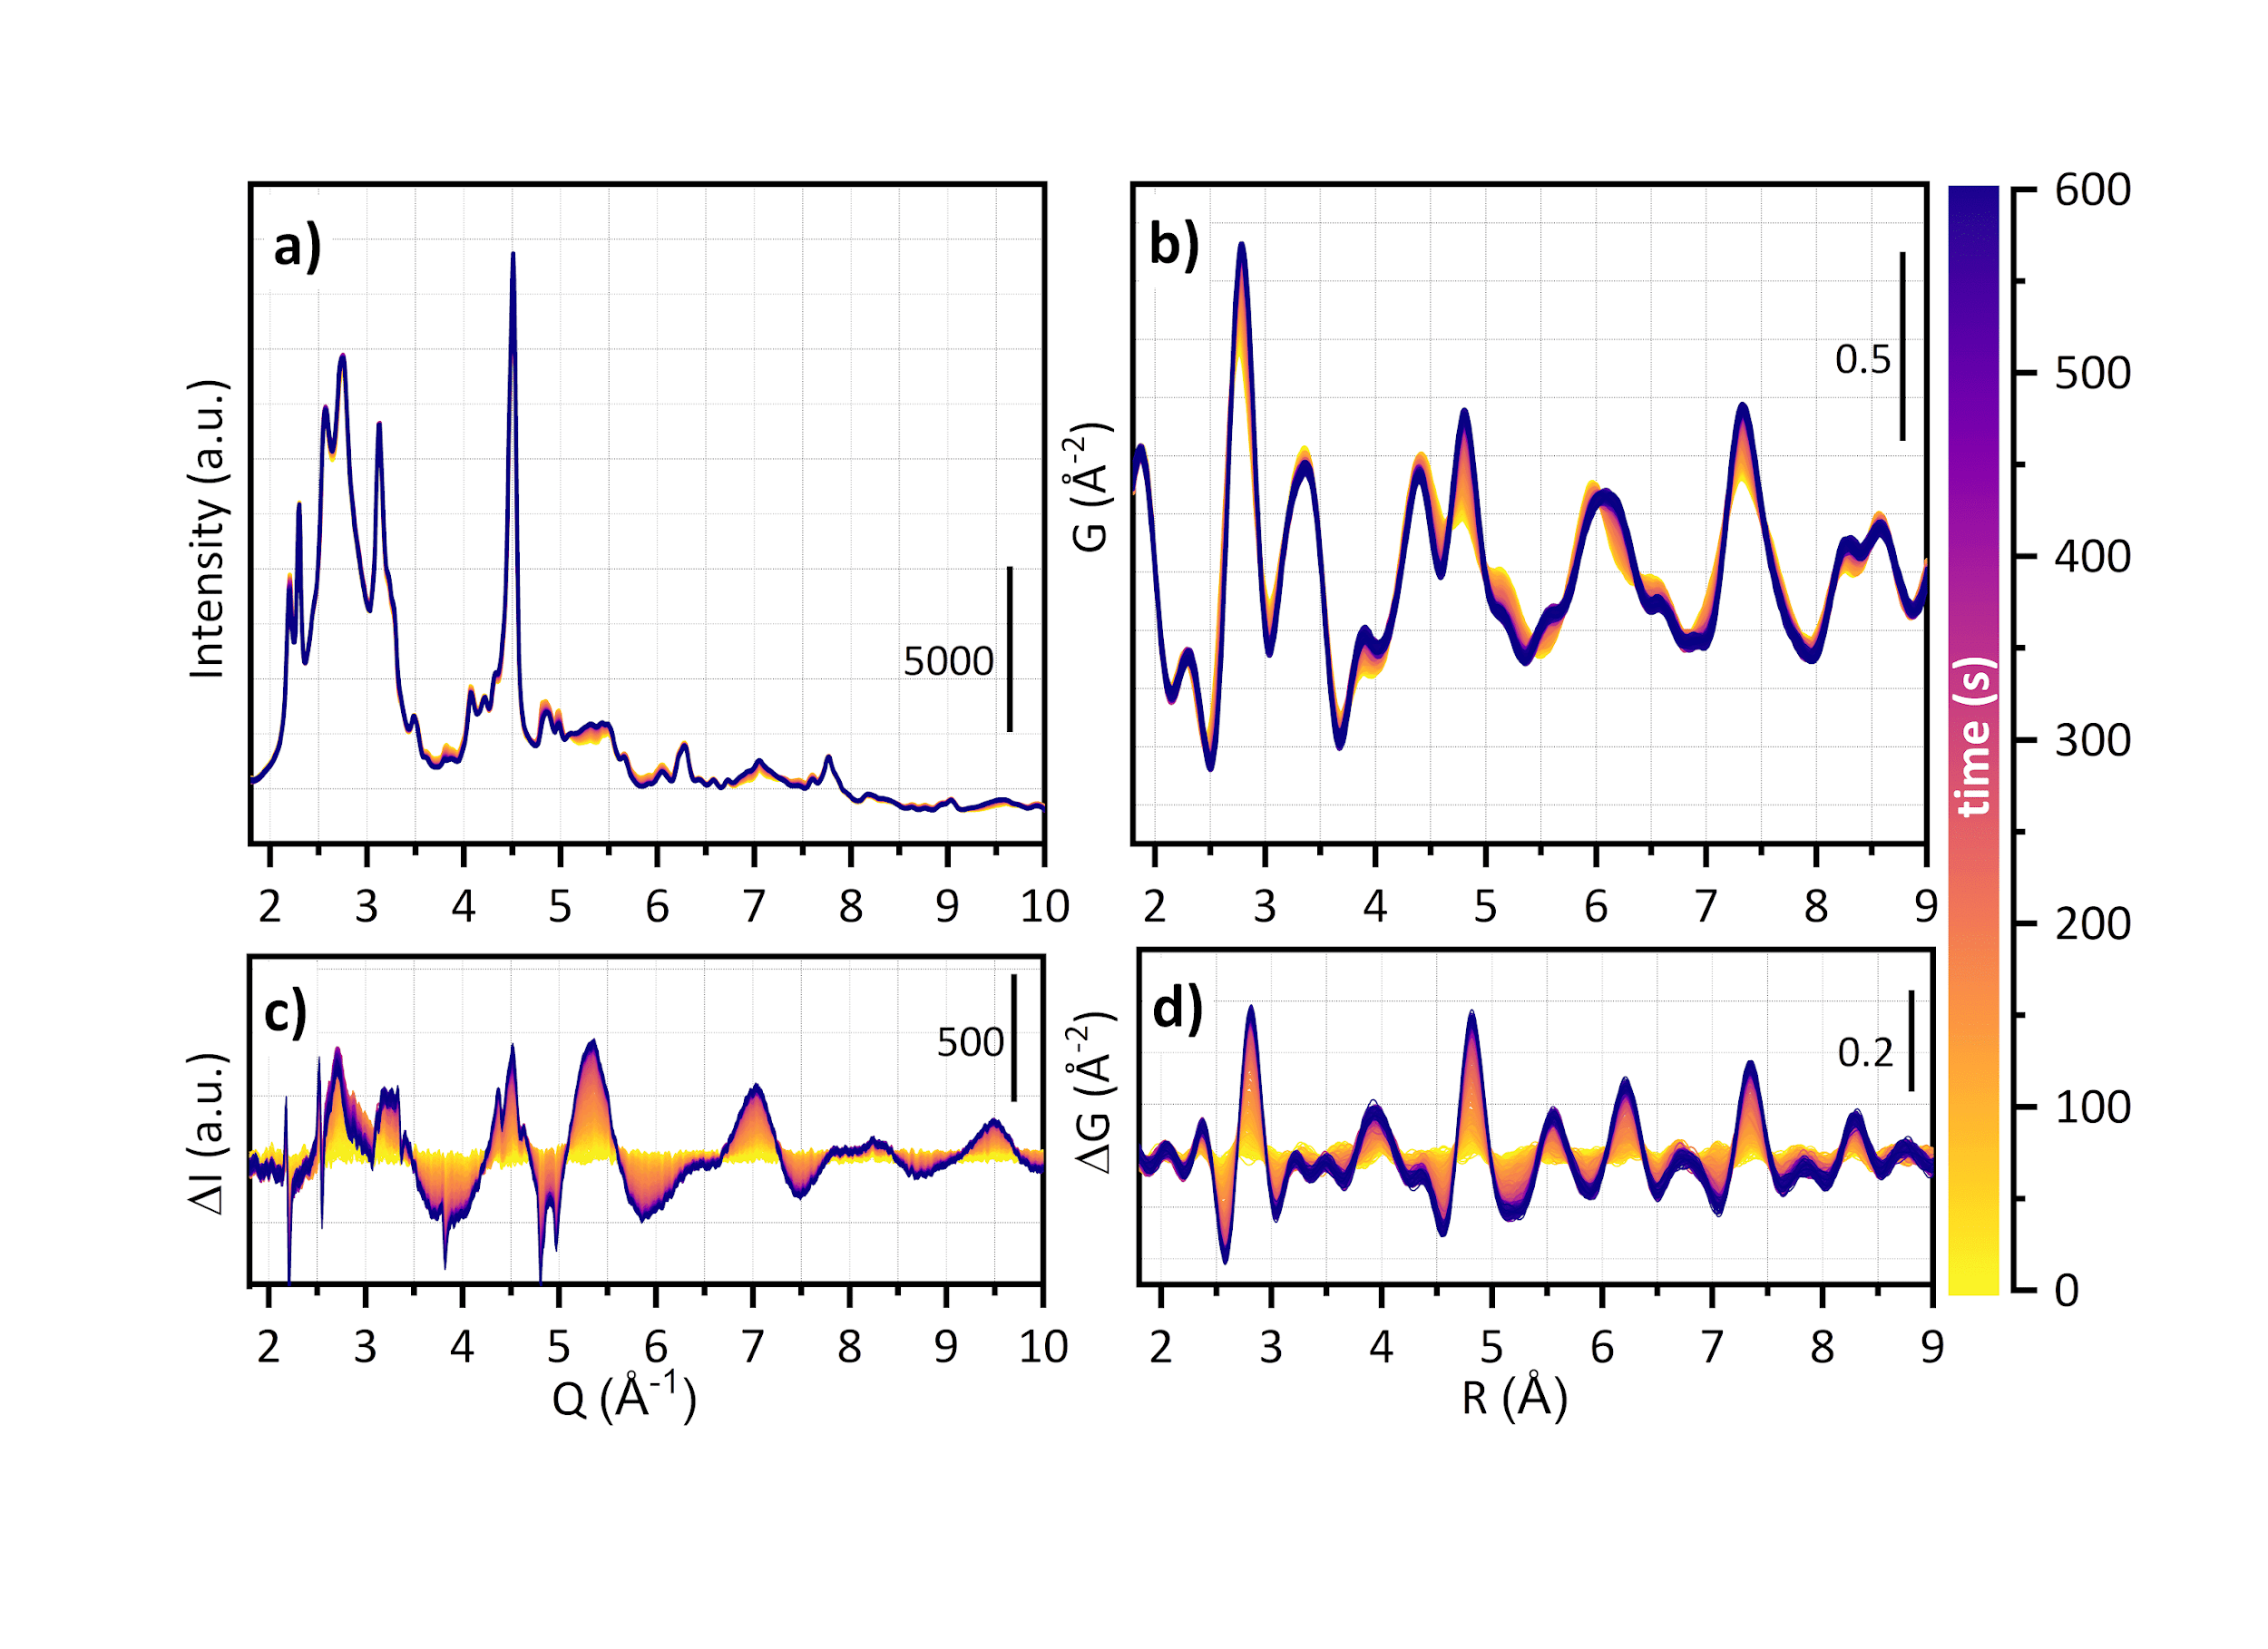 a)
Intensity (a.u.)
5000
2 3 4 5 6 7 8 9 10
b)
G (Å⁻²)
0.5
2 3 4 5 6 7 8 9
c)
ΔI (a.u.)
500
2 3 4 5 6 7 8 9 10
Q (Å⁻¹)
d)
ΔG (Å⁻²)
0.2
2 3 4 5 6 7 8 9
R (Å)
time (s)
600
500
400
300
200
100
0